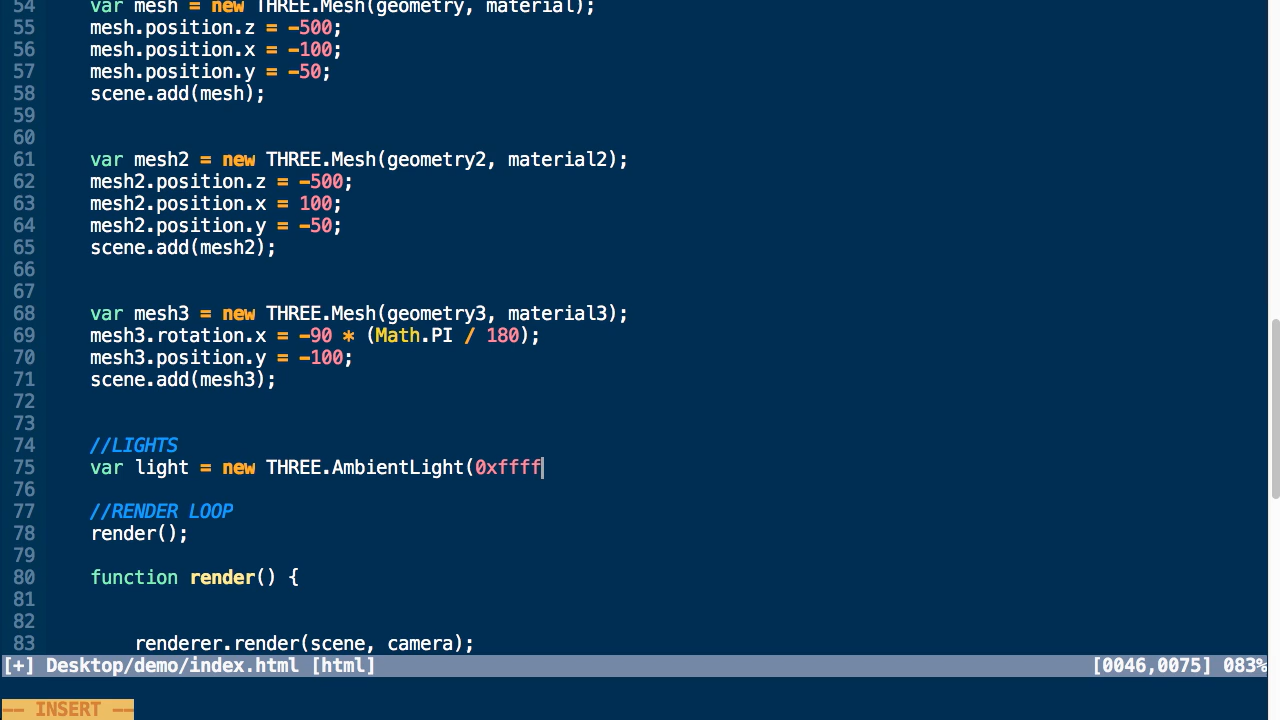 54 var mesh = new THREE.Mesh(geometry, material);
55 mesh.position.z = -500;
56 mesh.position.x = -100;
57 mesh.position.y = -50;
58 scene.add(mesh);
59
60
61 var mesh2 = new THREE.Mesh(geometry2, material2);
62 mesh2.position.z = -500;
63 mesh2.position.x = 100;
64 mesh2.position.y = -50;
65 scene.add(mesh2);
66
67
68 var mesh3 = new THREE.Mesh(geometry3, material3);
69 mesh3.rotation.x = -90 * (Math.PI / 180);
70 mesh3.position.y = -100;
71 scene.add(mesh3);
72
73
74 //LIGHTS
75 var light = new THREE.AmbientLight(0xffff
76
77 //RENDER LOOP
78 render();
79
80 function render() {
81
82
83 renderer.render(scene, camera);
[+] Desktop/demo/index.html [html] [0046,0075] 083%
-- INSERT --